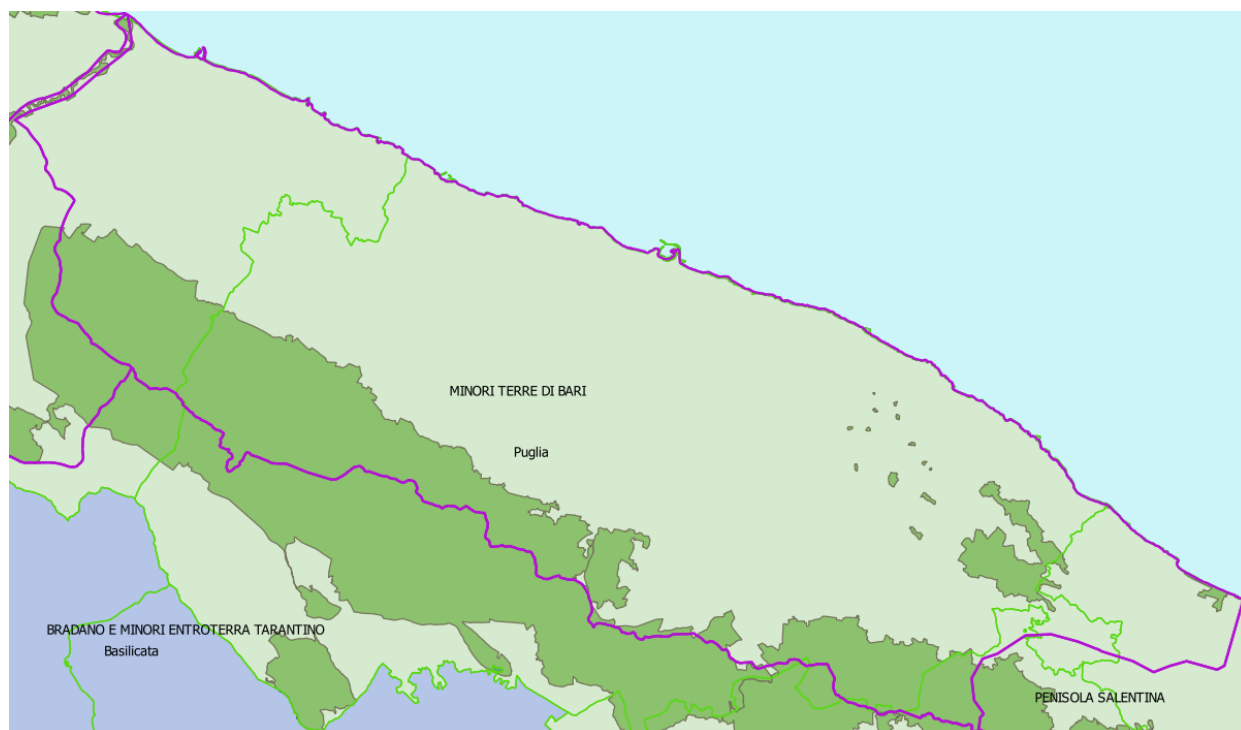 MINORI TERRE DI BARI
Puglia
BRADANO E MINORI ENTROTERRA TARANTINO
Basilicata
PENISOLA SALENTINA